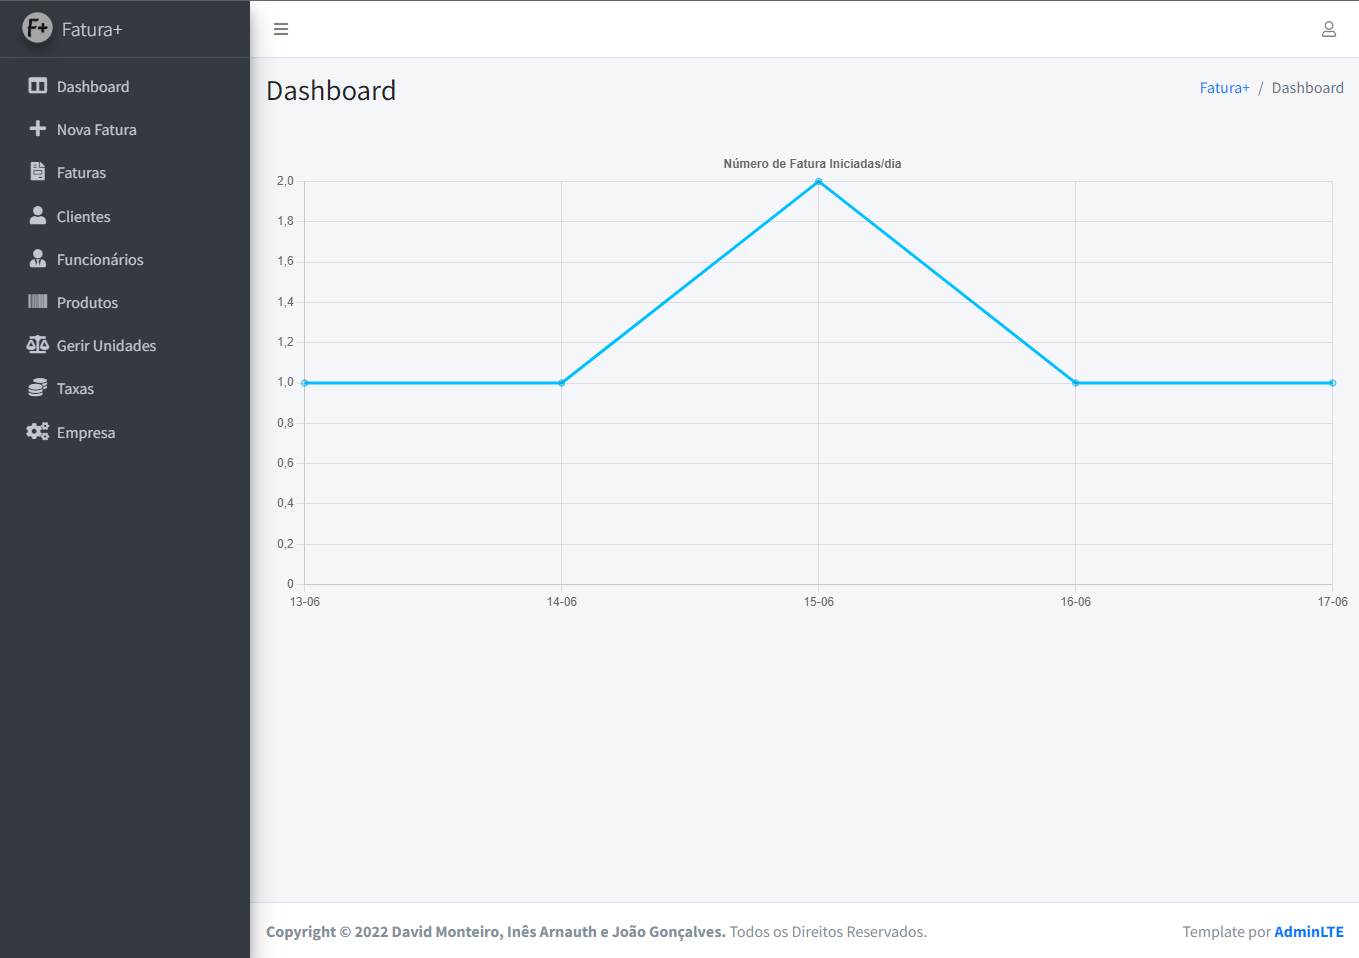 F+ Fatura+
Dashboard
Nova Fatura
Faturas
Clientes
Funcionários
Produtos
Gerir Unidades
Taxas
Empresa
Dashboard
Fatura+ / Dashboard
Número de Fatura Iniciadas/dia
2,0
1,8
1,6
1,4
1,2
1,0
0,8
0,6
0,4
0,2
0
13-06 14-06 15-06 16-06 17-06
Copyright © 2022 David Monteiro, Inês Arnauth e João Gonçalves. Todos os Direitos Reservados.
Template por AdminLTE